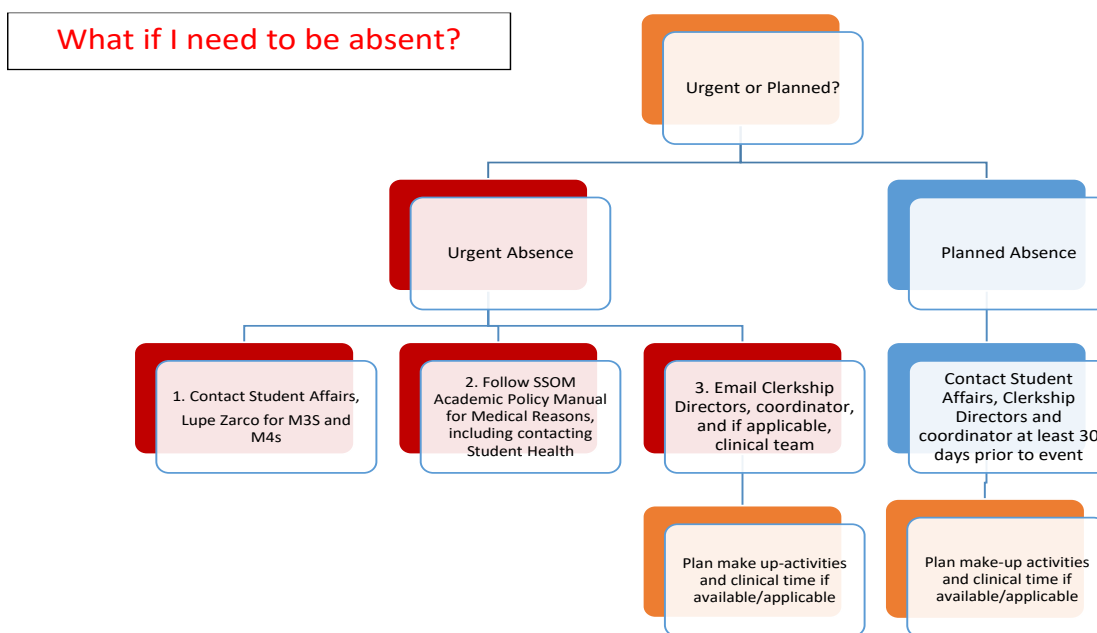 What if I need to be absent?
Urgent or Planned?
Urgent Absence
Planned Absence
1. Contact Student Affairs,
Lupe Zarco for M3S and
M4s
2. Follow SSOM
Academic Policy Manual
for Medical Reasons,
including contacting
Student Health
3. Email Clerkship
Directors, coordinator,
and if applicable,
clinical team
Contact Student
Affairs, Clerkship
Directors and
coordinator at least 30
days prior to event
Plan make up-activities
and clinical time if
available/applicable
Plan make-up activities
and clinical time if
available/applicable